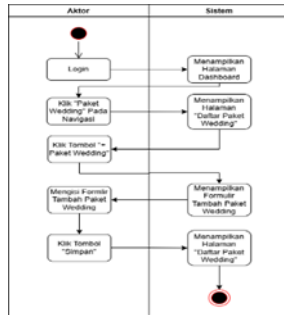 Aktor
Sistem
Login
Menampilkan
Halaman
Dashboard
Klik "Paket
Wedding" Pada
Navigasi
Menampilkan
Halaman
"Daftar Paket
Wedding"
Klik Tombol "+
Paket Wedding"
Mengisi Formulir
Tambah Paket
Wedding
Menampilkan
Formulir
Tambah Paket
Wedding
Klik Tombol
"Simpan"
Menampilkan
Halaman
"Daftar Paket
Wedding"